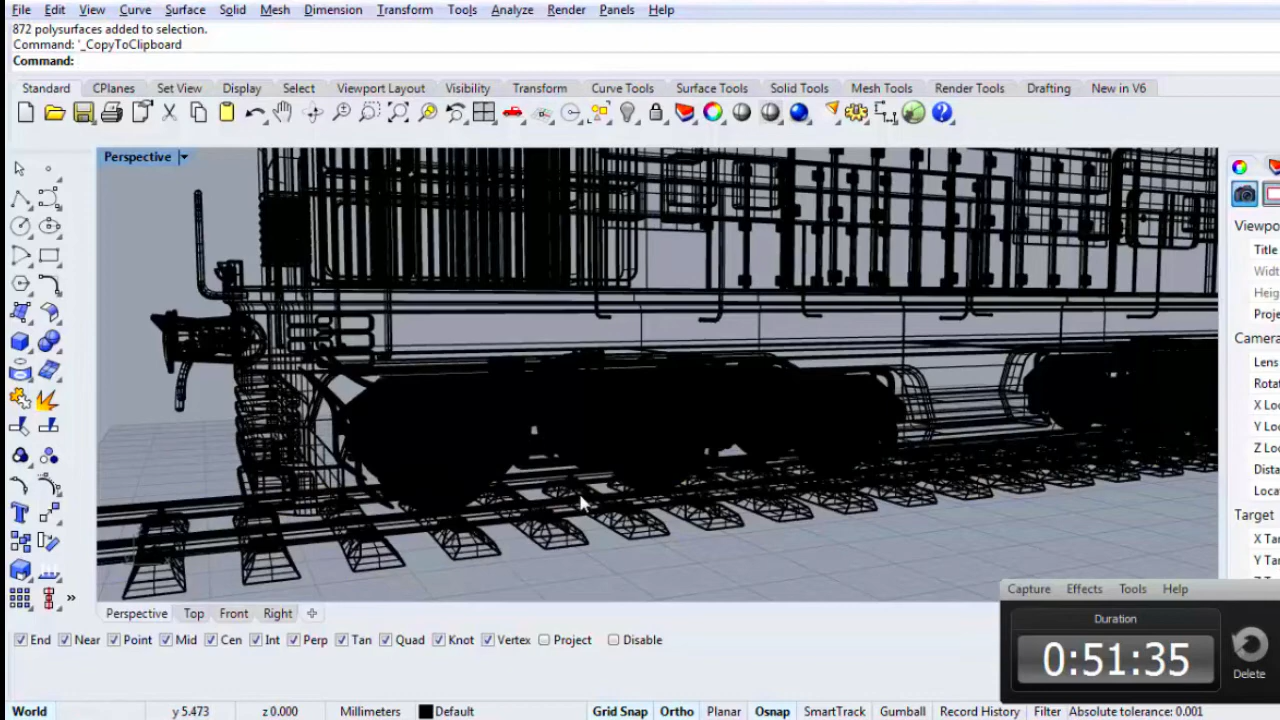 File Edit View Curve Surface Solid Mesh Dimension Transform Tools Analyze Render Panels Help
872 polysurfaces added to selection.
Command: '_CopyToClipboard
Command:
Standard CPlanes Set View Display Select Viewport Layout Visibility Transform Curve Tools Surface Tools Solid Tools Mesh Tools Render Tools Drafting New in V6
Perspective
Viewpo
Title
Width
Heig
Proje
Camera
Lens
Rota
X Loc
Y Loc
Z Loc
Dista
Locat
Target
X Tar
Y Tar
Capture Effects Tools Help
Duration
0:51:35
Delete
Perspective Top Front Right
End Near Point Mid Cen Int Perp Tan Quad Knot Vertex Project Disable
World y 5.473 z 0.000 Millimeters Default Grid Snap Ortho Planar Osnap SmartTrack Gumball Record History Filter Absolute tolerance: 0.001